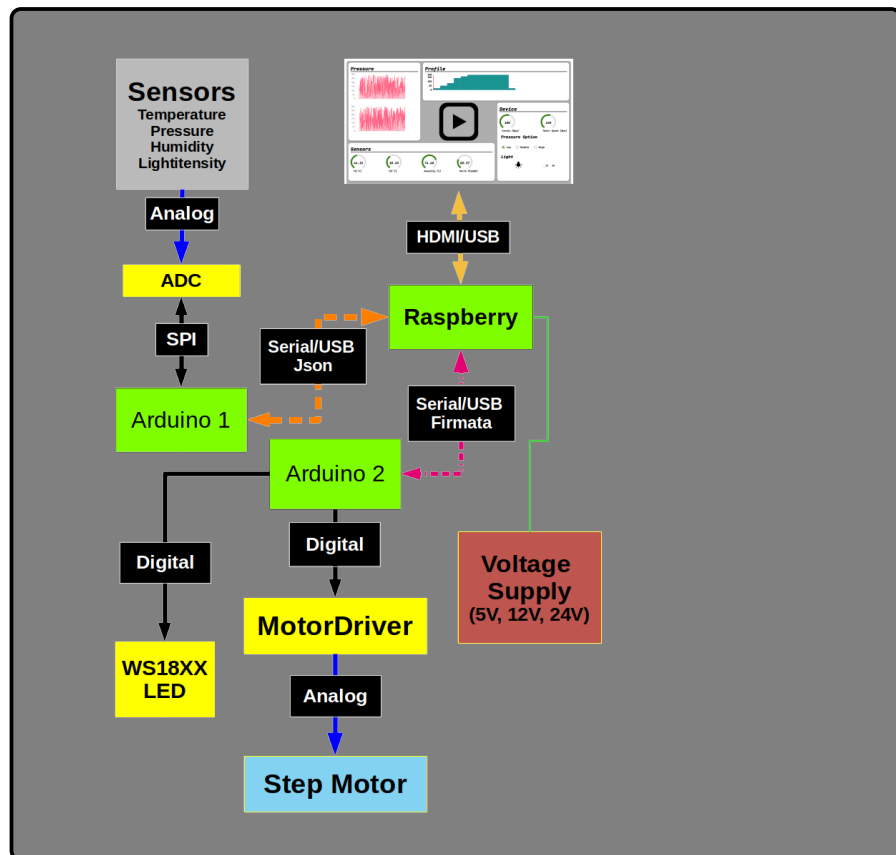 Sensors
Temperature
Pressure
Humidity
Lightitensity
Analog
ADC
SPI
Arduino 1
Pressure
Profile
Device
Pressure Option
Light
Sensors
HDMI/USB
Raspberry
Serial/USB
Json
Serial/USB
Firmata
Arduino 2
Digital
Digital
WS18XX
LED
MotorDriver
Analog
Step Motor
Voltage
Supply
(5V, 12V, 24V)